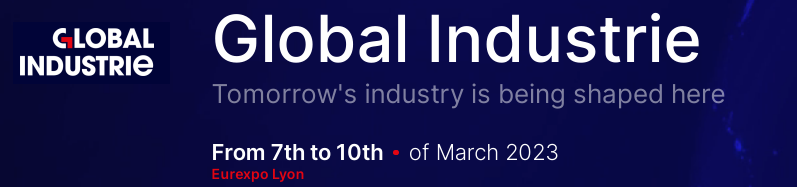 GLOBAL
INDUSTRIE
Global Industrie
Tomorrow's industry is being shaped here
From 7th to 10th • of March 2023
Eurexpo Lyon